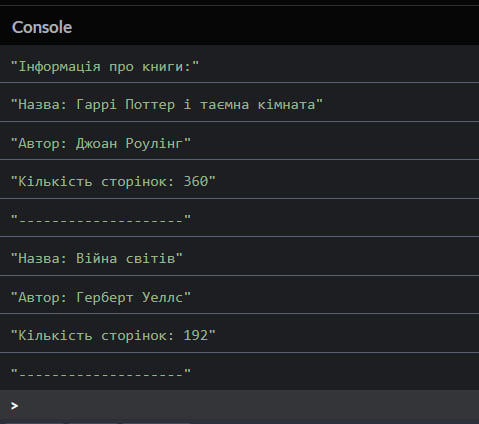 Console
"Інформація про книги:"
"Назва: Гаррі Поттер і таємна кімната"
"Автор: Джоан Роулінг"
"Кількість сторінок: 360"
"--------------------"
"Назва: Війна світів"
"Автор: Герберт Уеллс"
"Кількість сторінок: 192"
"--------------------"
>